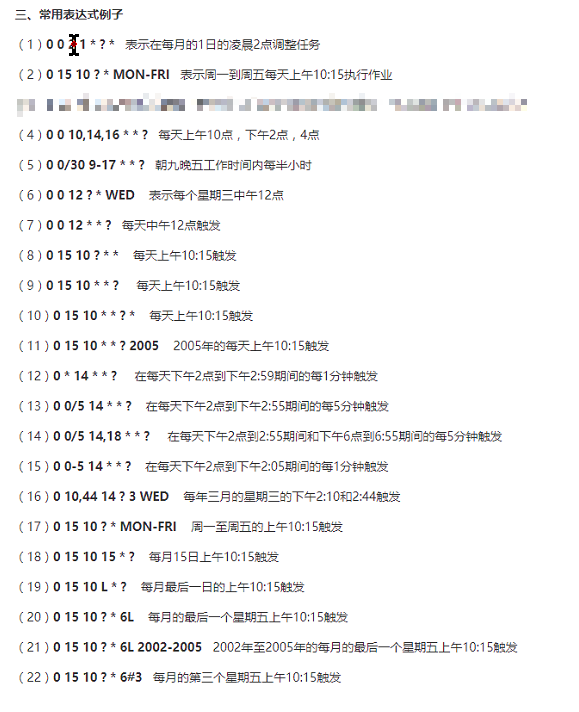 三、常用表达式例子
（1）0 0 1 * ? * 表示在每月的1日的凌晨2点调整任务
（2）0 15 10 ? * MON-FRI 表示周一到周五每天上午10:15执行作业
（4）0 0 10,14,16 * * ? 每天上午10点，下午2点，4点
（5）0 0/30 9-17 * * ? 朝九晚五工作时间内每半小时
（6）0 0 12 ? * WED 表示每个星期三中午12点
（7）0 0 12 * * ? 每天中午12点触发
（8）0 15 10 ? * * 每天上午10:15触发
（9）0 15 10 * * ? 每天上午10:15触发
（10）0 15 10 * * ? * 每天上午10:15触发
（11）0 15 10 * * ? 2005 2005年的每天上午10:15触发
（12）0 * 14 * * ? 在每天下午2点到下午2:59期间的每1分钟触发
（13）0 0/5 14 * * ? 在每天下午2点到下午2:55期间的每5分钟触发
（14）0 0/5 14,18 * * ? 在每天下午2点到2:55期间和下午6点到6:55期间的每5分钟触发
（15）0 0-5 14 * * ? 在每天下午2点到下午2:05期间的每1分钟触发
（16）0 10,44 14 ? 3 WED 每年三月的星期三的下午2:10和2:44触发
（17）0 15 10 ? * MON-FRI 周一至周五的上午10:15触发
（18）0 15 10 15 * ? 每月15日上午10:15触发
（19）0 15 10 L * ? 每月最后一日的上午10:15触发
（20）0 15 10 ? * 6L 每月的最后一个星期五上午10:15触发
（21）0 15 10 ? * 6L 2002-2005 2002年至2005年的每月的最后一个星期五上午10:15触发
（22）0 15 10 ? * 6#3 每月的第三个星期五上午10:15触发